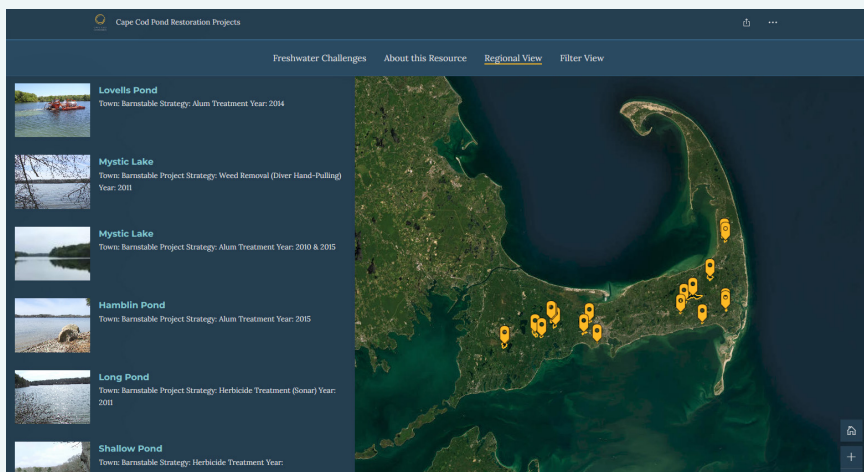 Cape Cod Pond Restoration Projects
Freshwater Challenges About this Resource Regional View Filter View
Lovells Pond
Town: Barnstable Strategy: Alum Treatment Year: 2014
Mystic Lake
Town: Barnstable Project Strategy: Weed Removal (Diver Hand-Pulling)
Year: 2011
Mystic Lake
Town: Barnstable Project Strategy: Alum Treatment Year: 2010 & 2015
Hamblin Pond
Town: Barnstable Project Strategy: Alum Treatment Year: 2015
Long Pond
Town: Barnstable Project Strategy: Herbicide Treatment (Sonar) Year:
2011
Shallow Pond
Town: Barnstable Strategy: Herbicide Treatment Year: